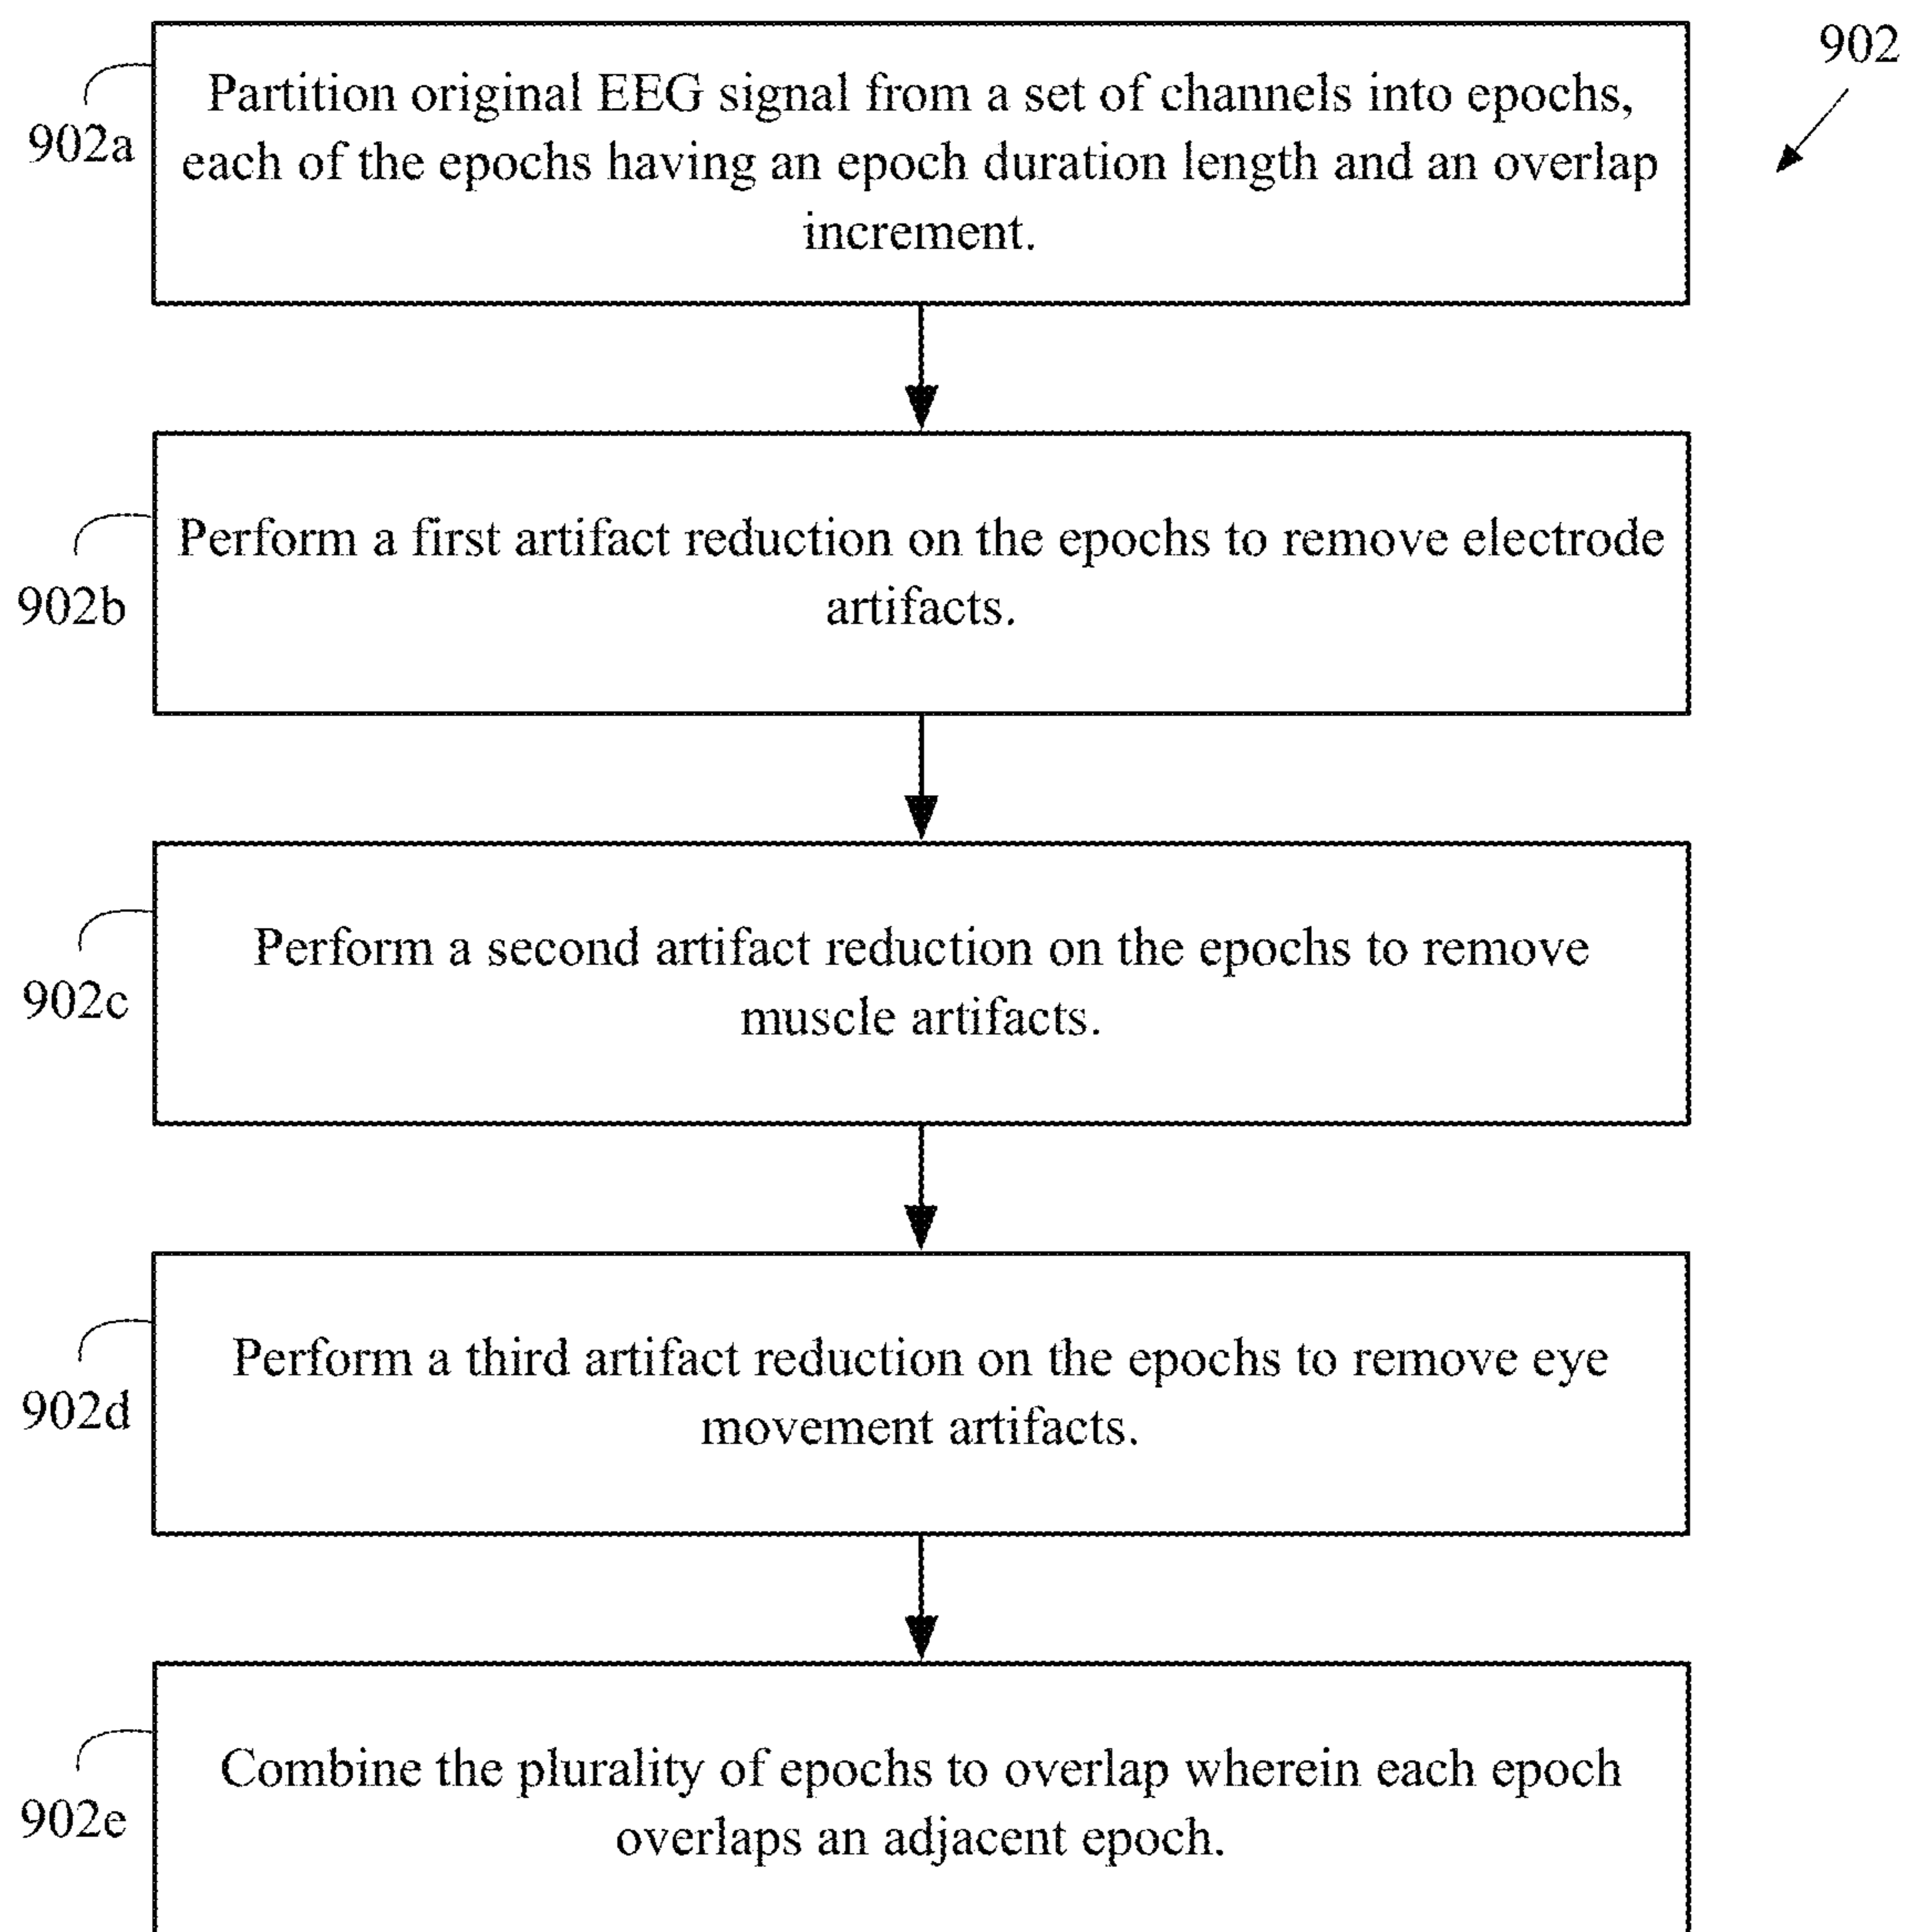 902
Partition original EEG signal from a set of channels into epochs,
902a
each of the epochs having an epoch duration length and an overlap
increment.
Perform a first artifact reduction on the epochs to remove electrode
902b
artifacts.
Perform a second artifact reduction on the epochs to remove
902c
muscle artifacts.
Perform a third artifact reduction on the epochs to remove eye
902d
movement artifacts.
Combine the plurality of epochs to overlap wherein each epoch
902e
overlaps an adjacent epoch.